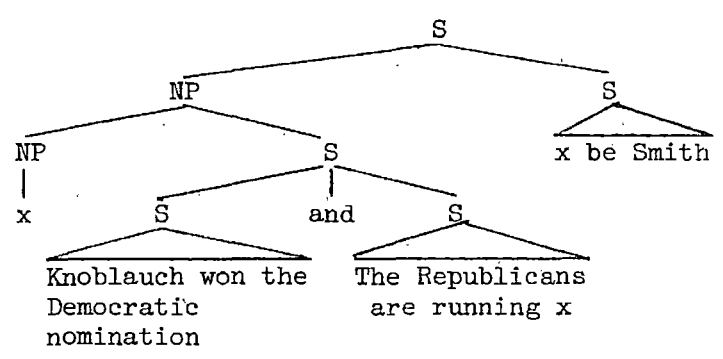 S
NP S
NP S x be Smith
x S and S
Knoblauch won the The Republicans
Democratic are running x
nomination